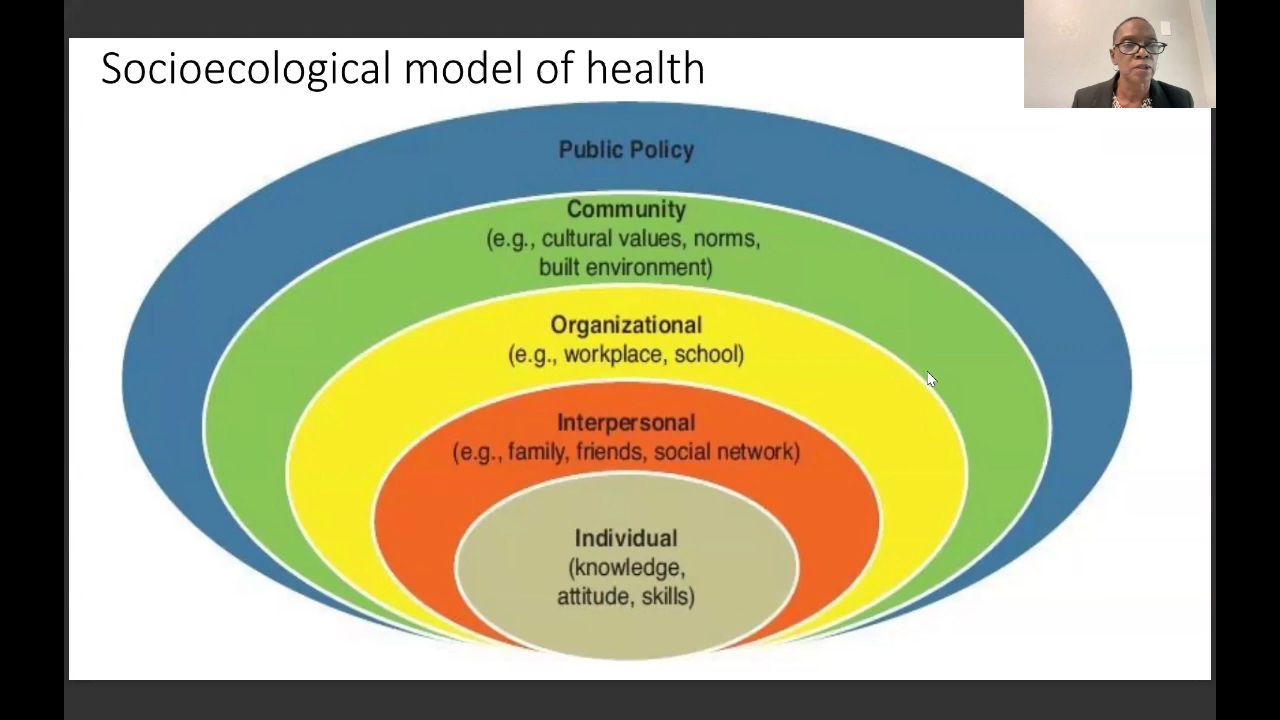 Socioecological model of health
Public Policy
Community
(e.g., cultural values, norms,
built environment)
Organizational
(e.g., workplace, school)
Interpersonal
(e.g., family, friends, social network)
Individual
(knowledge,
attitude, skills)